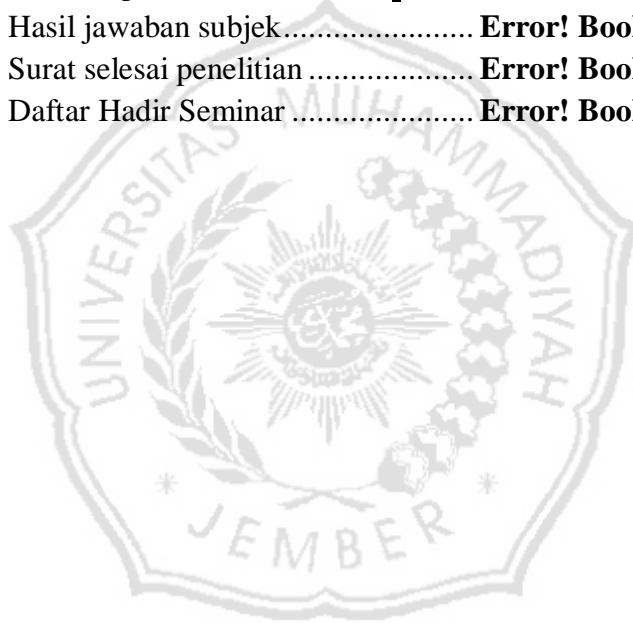 Hasil jawaban subjek...................... Error! Bool
Surat selesai penelitian ................... Error! Bool
Daftar Hadir Seminar ..................... Error! Bool
UNIVERSITAS MUHAMMADIYAH
* JEMBER *